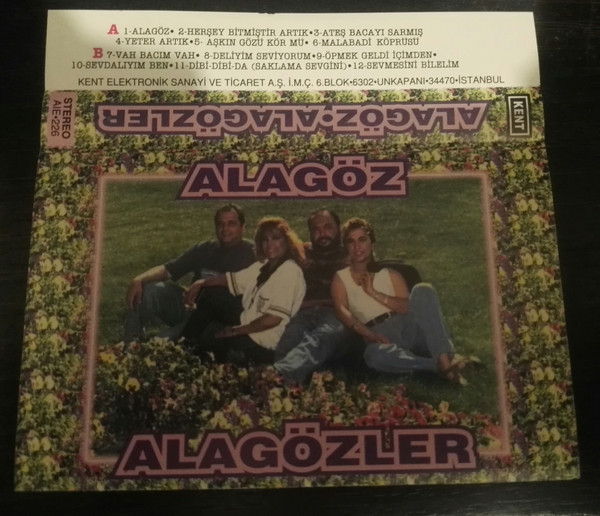 A 1-ALAGÖZ• 2-HERŞEY BİTMİŞTİR ARTIK•3-ATEŞ BACAYI SARMIŞ
4-YETER ARTIK•5- AŞKIN GÖZÜ KÖR MÜ•6-MALABADİ KÖPRÜSÜ
B 7-VAH BACIM VAH• 8-DELİYİM SEVİYORUM•9-ÖPMEK GELDİ İÇİMDEN•
10-SEVDALIYIM BEN•11-DİBİ-DİBİ-DA (SAKLAMA SEVGİNİ)•12-SEVMESİNİ BİLELİM
KENT ELEKTRONİK SANAYİ VE TİCARET A.Ş. İ.M.Ç. 6.BLOK•6302•UNKAPANI•34470•İSTANBUL
STEREO
AIE•226
ALAGÖZ•ALAGÖZLER
KENT
ALAGÖZ
ALAGÖZLER